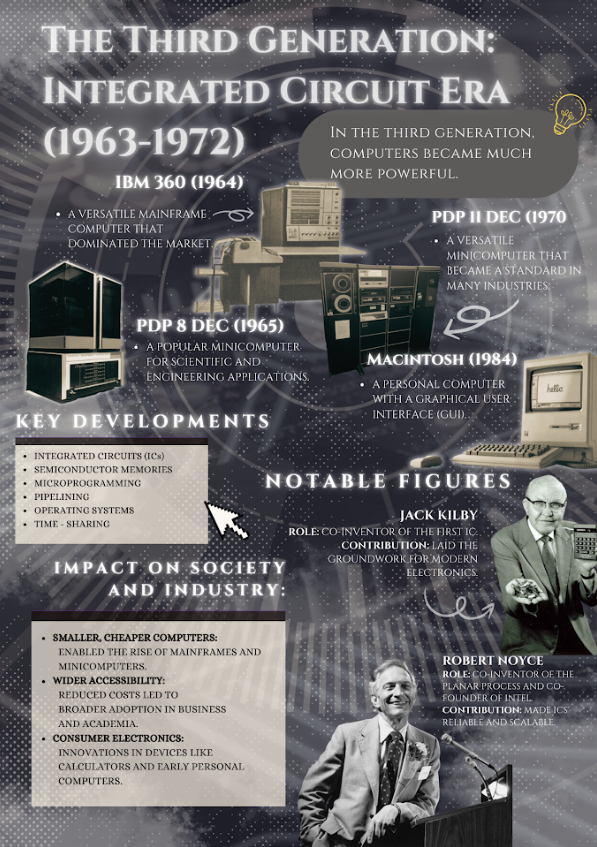 The Third Generation:
Integrated Circuit Era
(1963-1972)
In the third generation,
computers became much
more powerful.
IBM 360 (1964)
• A versatile mainframe
computer that
dominated the market.
PDP 11 DEC (1970
• A versatile
minicomputer that
became a standard in
many industries.
PDP 8 DEC (1965)
• A popular minicomputer
for scientific and
engineering applications.
Macintosh (1984)
• A personal computer
with a graphical user
interface (GUI).
hello
KEY DEVELOPMENTS
• INTEGRATED CIRCUITS (ICs)
• SEMICONDUCTOR MEMORIES
• MICROPROGRAMMING
• PIPELINING
• OPERATING SYSTEMS
• TIME - SHARING
NOTABLE FIGURES
JACK KILBY
ROLE: CO-INVENTOR OF THE FIRST IC.
CONTRIBUTION: LAID THE
GROUNDWORK FOR MODERN
ELECTRONICS.
IMPACT ON SOCIETY
AND INDUSTRY:
• SMALLER, CHEAPER COMPUTERS:
ENABLED THE RISE OF MAINFRAMES AND
MINICOMPUTERS.
• WIDER ACCESSIBILITY:
REDUCED COSTS LED TO
BROADER ADOPTION IN BUSINESS
AND ACADEMIA.
• CONSUMER ELECTRONICS:
INNOVATIONS IN DEVICES LIKE
CALCULATORS AND EARLY PERSONAL
COMPUTERS.
ROBERT NOYCE
ROLE: CO-INVENTOR OF THE
PLANAR PROCESS AND CO-
FOUNDER OF INTEL.
CONTRIBUTION: MADE ICS
RELIABLE AND SCALABLE.